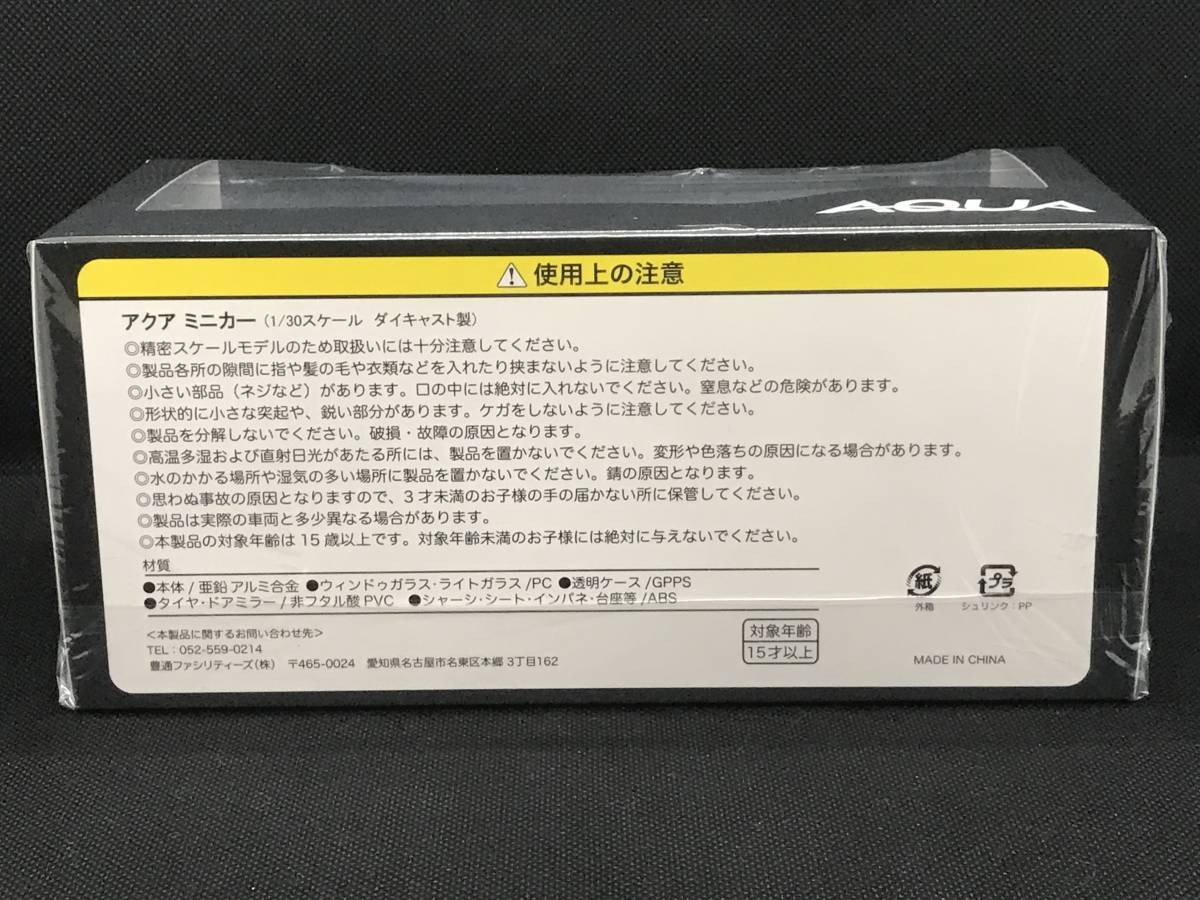 AQUA
使用上の注意
アクア ミニカー(1/30スケール ダイキャスト製)
◎精密スケールモデルのため取扱いには十分注意してください。
◎製品各所の隙間に指や髪の毛や衣類などを入れたり挟まないように注意してください。
◎小さい部品(ネジなど)があります。口の中には絶対に入れないでください。窒息などの危険があります。
◎形状的に小さな突起や、鋭い部分があります。ケガをしないように注意してください。
◎製品を分解しないでください。破損・故障の原因となります。
◎高温多湿および直射日光があたる所には、製品を置かないでください。変形や色落ちの原因になる場合があります。
◎水のかかる場所や湿気の多い場所に製品を置かないでください。錆の原因となります。
◎思わぬ事故の原因となりますので、3才未満のお子様の手の届かない所に保管してください。
◎製品は実際の車両と多少異なる場合があります。
◎本製品の対象年齢は15歳以上です。対象年齢未満のお子様には絶対に与えないでください。
材質
●本体/亜鉛 アルミ合金 ●ウィンドゥガラス・ライトガラス/PC ●透明ケース/GPPS
●タイヤ・ドアミラー/非フタル酸PVC ●シャーシ・シート・インパネ・台座等/ABS
紙
外箱
プラ
シュリンク:PP
<本製品に関するお問い合わせ先>
TEL:052-559-0214
豊通ファシリティーズ(株) 〒465-0024 愛知県名古屋市名東区本郷3丁目162
対象年齢
15才以上
MADE IN CHINA